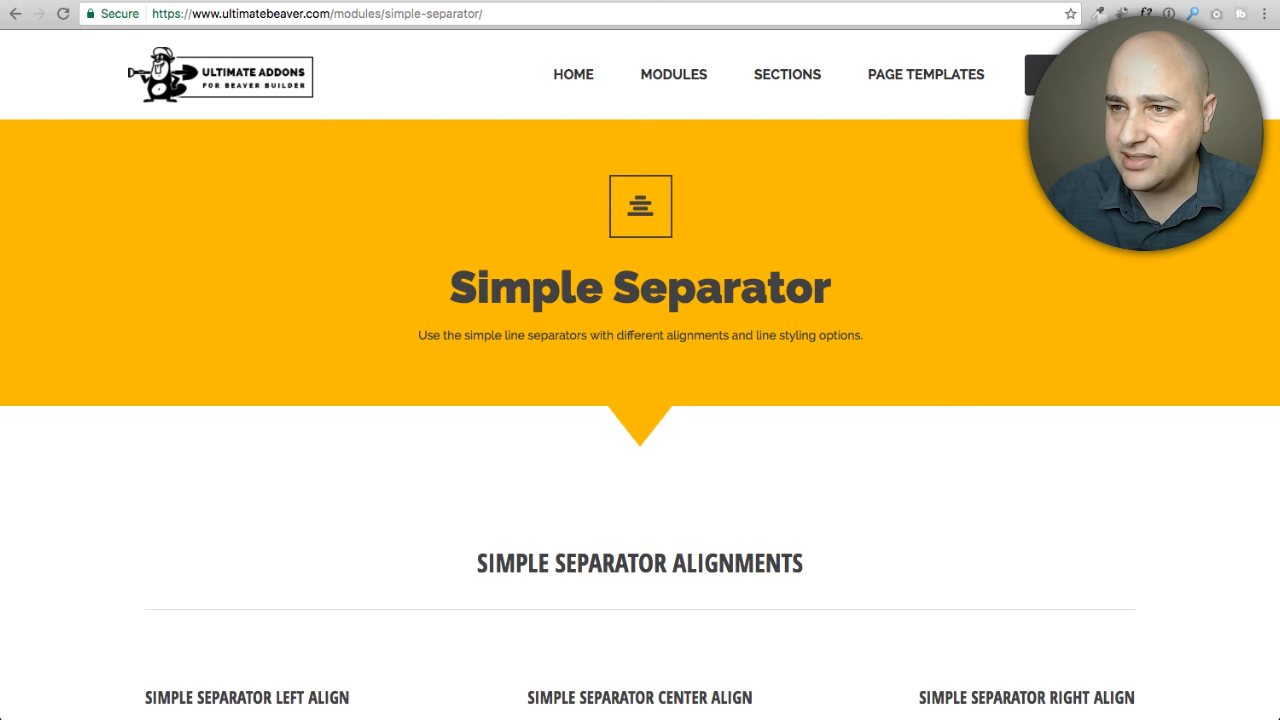 Secure https://www.ultimatebeaver.com/modules/simple-separator/
ULTIMATE ADDONS
FOR BEAVER BUILDER
HOME MODULES SECTIONS PAGE TEMPLATES
Simple Separator
Use the simple line separators with different alignments and line styling options.
SIMPLE SEPARATOR ALIGNMENTS
SIMPLE SEPARATOR LEFT ALIGN SIMPLE SEPARATOR CENTER ALIGN SIMPLE SEPARATOR RIGHT ALIGN